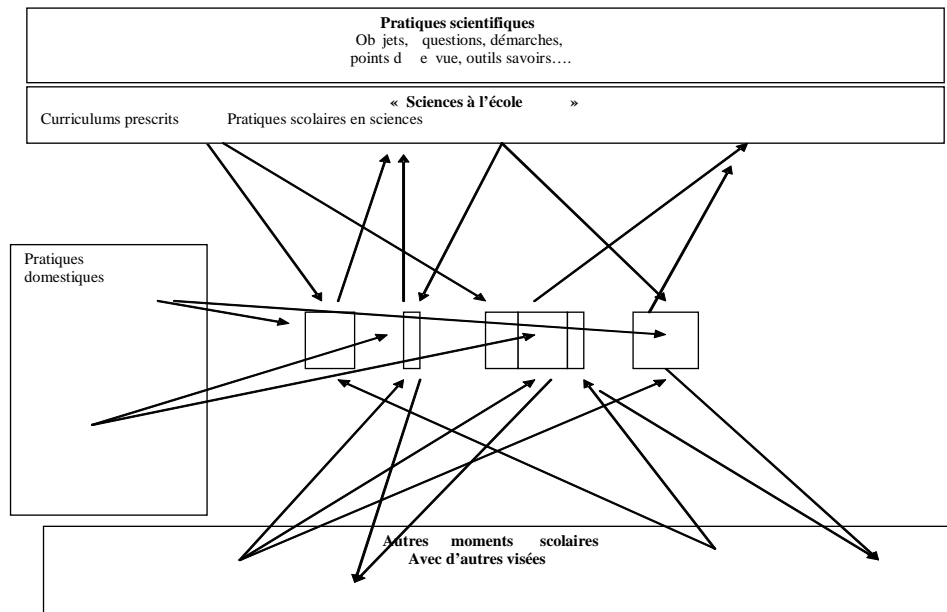 Pratiques scientifiques
Ob jets, questions, démarches,
points d e vue, outils savoirs….
« Sciences à l'école »
Curriculums prescrits Pratiques scolaires en sciences
Pratiques
domestiques
Autres moments scolaires
Avec d'autres visées